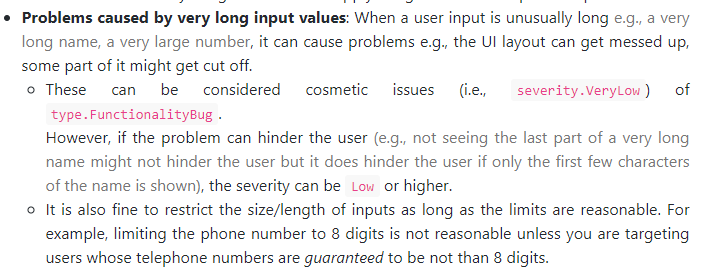 Problems caused by very long input values: When a user input is unusually long e.g., a very
long name, a very large number, it can cause problems e.g., the UI layout can get messed up,
some part of it might get cut off.
These can be considered cosmetic issues (i.e., severity.VeryLow ) of
type.FunctionalityBug .
However, if the problem can hinder the user (e.g., not seeing the last part of a very long
name might not hinder the user but it does hinder the user if only the first few characters
of the name is shown), the severity can be Low or higher.
It is also fine to restrict the size/length of inputs as long as the limits are reasonable. For
example, limiting the phone number to 8 digits is not reasonable unless you are targeting
users whose telephone numbers are guaranteed to be not than 8 digits.